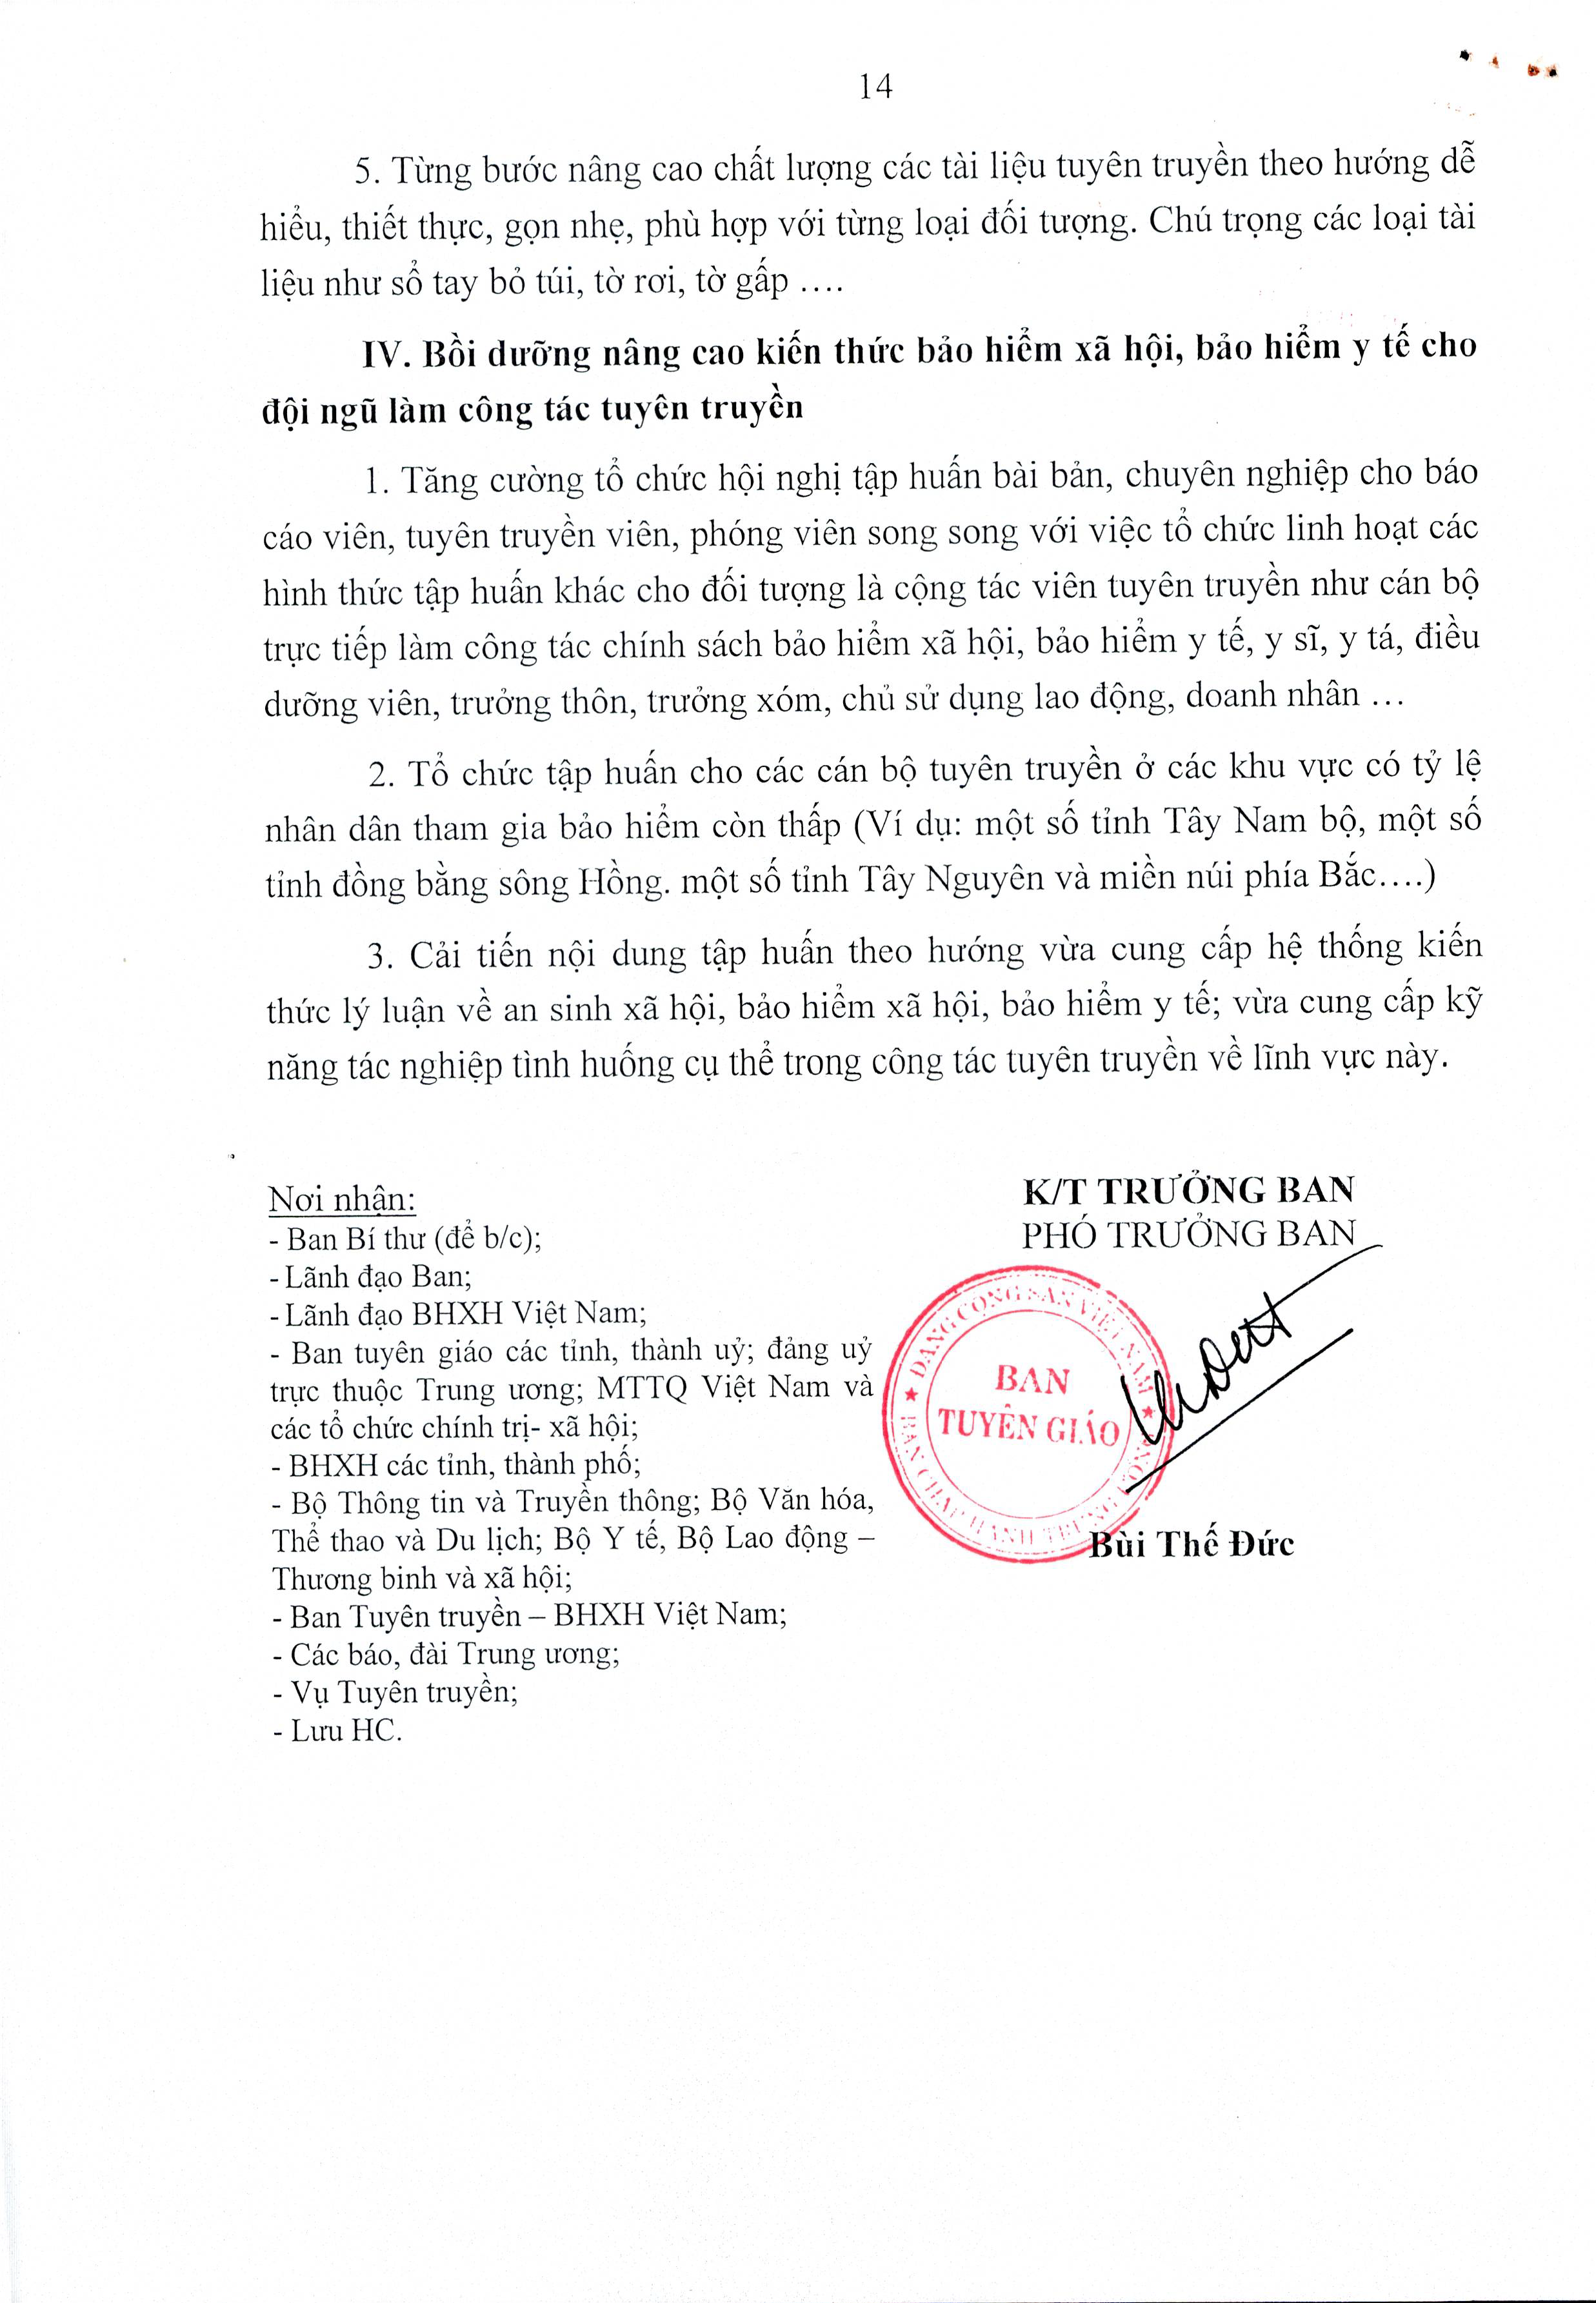 14
5. Từng bước nâng cao chất lượng các tài liệu tuyên truyền theo hướng dễ
hiểu, thiết thực, gọn nhẹ, phù hợp với từng loại đối tượng. Chú trọng các loại tài
liệu như sổ tay bỏ túi, tờ rơi, tờ gấp ….
IV. Bồi dưỡng nâng cao kiến thức bảo hiểm xã hội, bảo hiểm y tế cho
đội ngũ làm công tác tuyên truyền
1. Tăng cường tổ chức hội nghị tập huấn bài bản, chuyên nghiệp cho báo
cáo viên, tuyên truyền viên, phóng viên song song với việc tổ chức linh hoạt các
hình thức tập huấn khác cho đối tượng là cộng tác viên tuyên truyền như cán bộ
trực tiếp làm công tác chính sách bảo hiểm xã hội, bảo hiểm y tế, y sĩ, y tá, điều
dưỡng viên, trưởng thôn, trưởng xóm, chủ sử dụng lao động, doanh nhân …
2. Tổ chức tập huấn cho các cán bộ tuyên truyền ở các khu vực có tỷ lệ
nhân dân tham gia bảo hiểm còn thấp (Ví dụ: một số tỉnh Tây Nam bộ, một số
tỉnh đồng bằng sông Hồng. một số tỉnh Tây Nguyên và miền núi phía Bắc….)
3. Cải tiến nội dung tập huấn theo hướng vừa cung cấp hệ thống kiến
thức lý luận về an sinh xã hội, bảo hiểm xã hội, bảo hiểm y tế; vừa cung cấp kỹ
năng tác nghiệp tình huống cụ thể trong công tác tuyên truyền về lĩnh vực này.
Nơi nhận:
- Ban Bí thư (để b/c);
- Lãnh đạo Ban;
- Lãnh đạo BHXH Việt Nam;
- Ban tuyên giáo các tỉnh, thành uỷ; đảng uỷ
trực thuộc Trung ương; MTTQ Việt Nam và
các tổ chức chính trị- xã hội;
- BHXH các tỉnh, thành phố;
- Bộ Thông tin và Truyền thông; Bộ Văn hóa,
Thể thao và Du lịch; Bộ Y tế, Bộ Lao động –
Thương binh và xã hội;
- Ban Tuyên truyền – BHXH Việt Nam;
- Các báo, đài Trung ương;
- Vụ Tuyên truyền;
- Lưu HC.
K/T TRƯỞNG BAN
PHÓ TRƯỞNG BAN
ĐẢNG CỘNG SẢN VIỆT NAM
BAN
TUYÊN GIÁO
BAN CHẤP HÀNH TRUNG ƯƠNG
Bùi Thế Đức